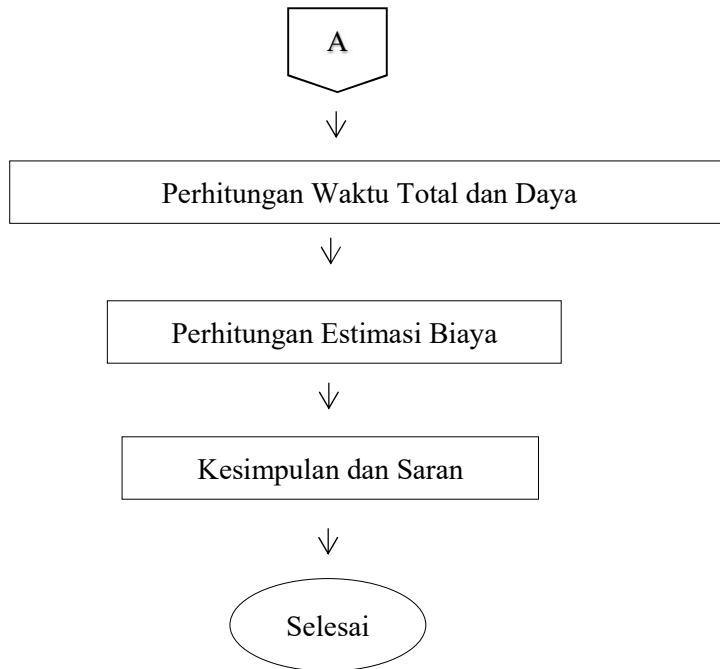 A
Perhitungan Waktu Total dan Daya
Perhitungan Estimasi Biaya
Kesimpulan dan Saran
Selesai